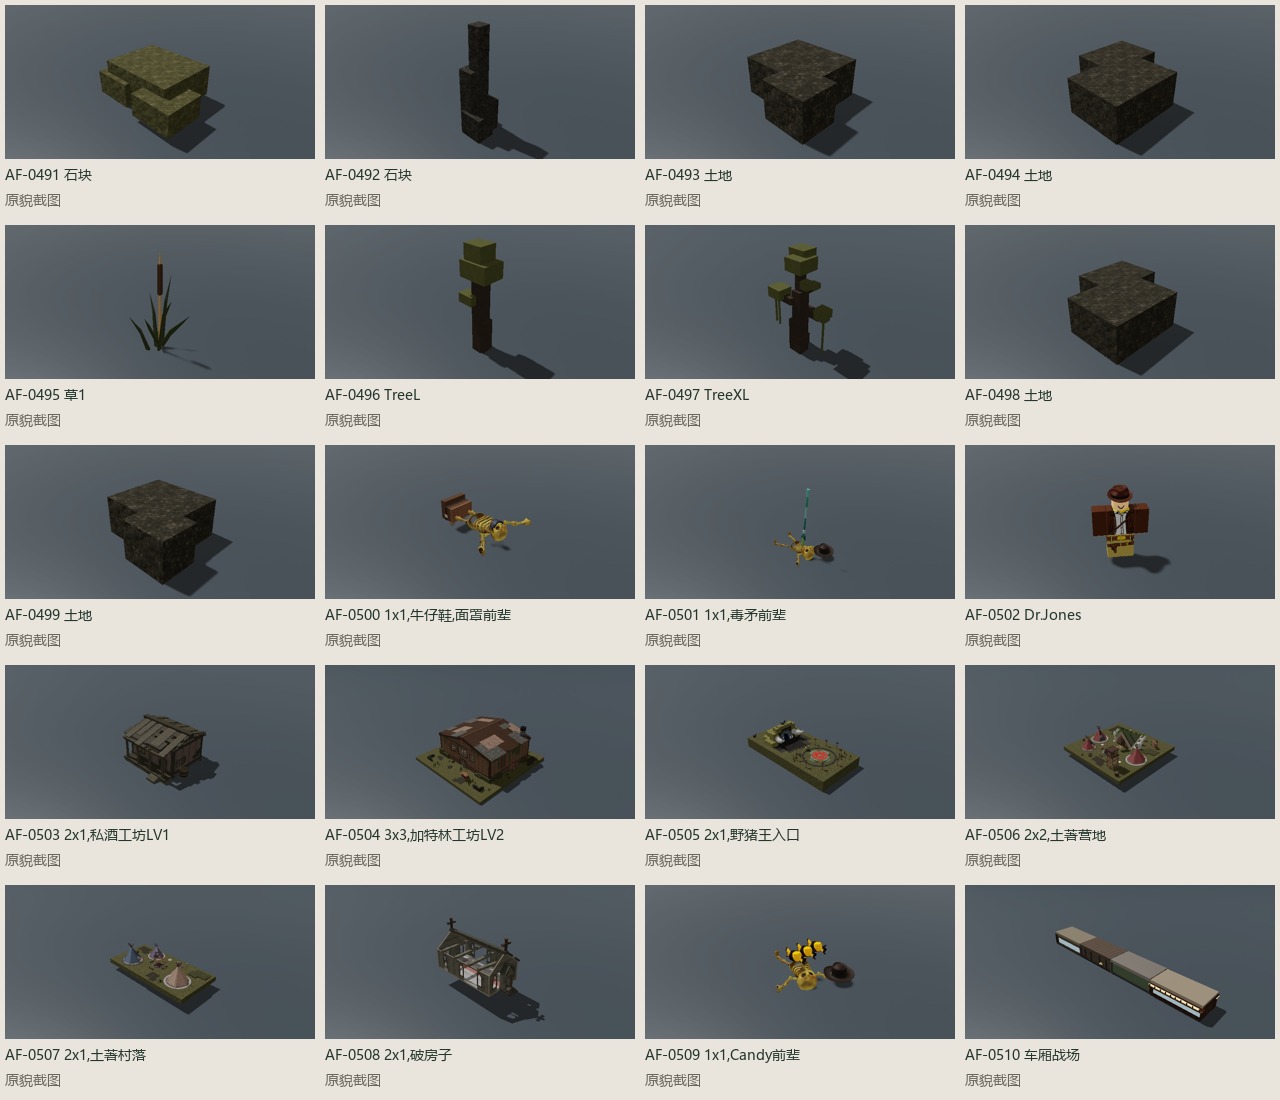 AF-0491 石块
原貌截图
AF-0492 石块
原貌截图
AF-0493 土地
原貌截图
AF-0494 土地
原貌截图
AF-0495 草1
原貌截图
AF-0496 TreeL
原貌截图
AF-0497 TreeXL
原貌截图
AF-0498 土地
原貌截图
AF-0499 土地
原貌截图
AF-0500 1x1,牛仔鞋,面罩前辈
原貌截图
AF-0501 1x1,毒矛前辈
原貌截图
AF-0502 Dr.Jones
原貌截图
AF-0503 2x1,私酒工坊LV1
原貌截图
AF-0504 3x3,加特林工坊LV2
原貌截图
AF-0505 2x1,野猪王入口
原貌截图
AF-0506 2x2,土著营地
原貌截图
AF-0507 2x1,土著村落
原貌截图
AF-0508 2x1,破房子
原貌截图
AF-0509 1x1,Candy前辈
原貌截图
AF-0510 车厢战场
原貌截图